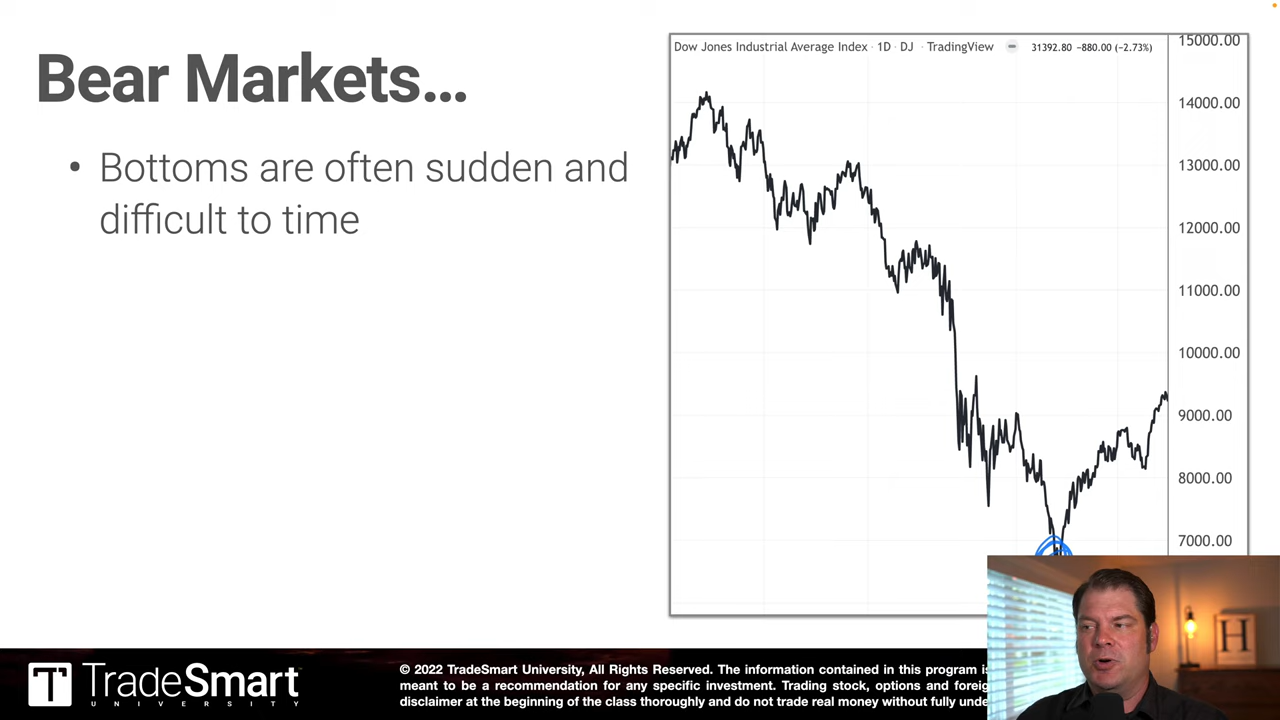 Bear Markets...
• Bottoms are often sudden and
difficult to time
Dow Jones Industrial Average Index · 1D · DJ · TradingView 31392.80 −880.00 (−2.73%)
15000.00
14000.00
13000.00
12000.00
11000.00
10000.00
9000.00
8000.00
7000.00
H
T TradeSmart
UNIVERSITY
© 2022 TradeSmart University, All Rights Reserved. The information contained in this program is
meant to be a recommendation for any specific investment. Trading stock, options and foreig
disclaimer at the beginning of the class thoroughly and do not trade real money without fully unde